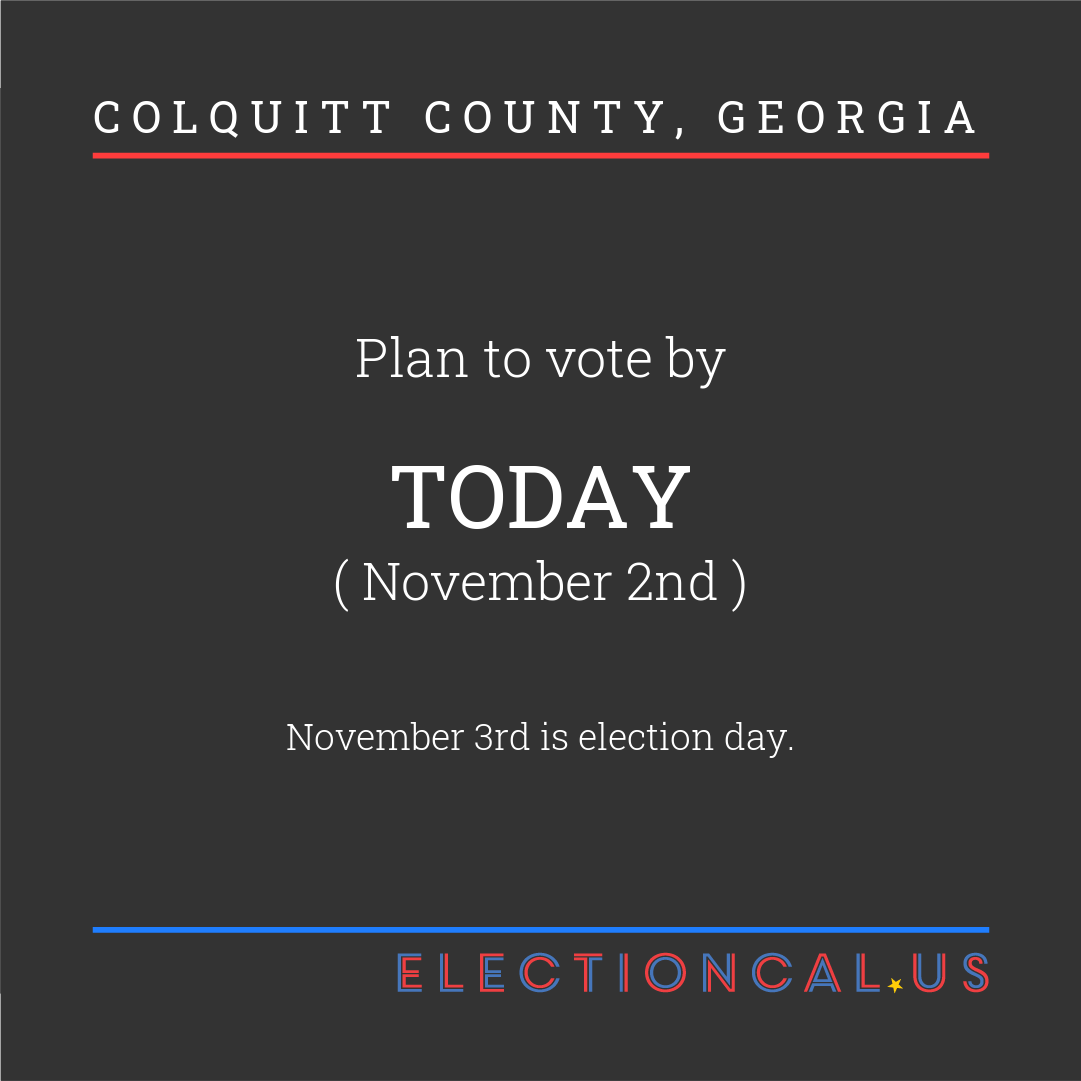 COLQUITT COUNTY, GEORGIA
Plan to vote by
TODAY
( November 2nd )
November 3rd is election day.
ELECTIONCAL.US